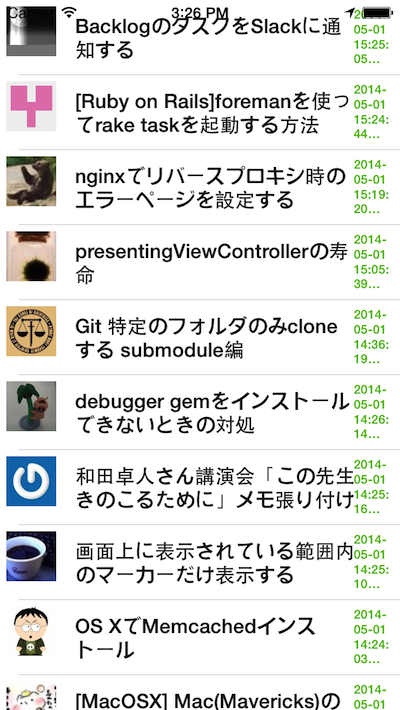 Carrier 3:26 PM
BacklogのタスクをSlackに通
知する
2014-
05-01
15:25:
05…
[Ruby on Rails]foremanを使っ
てrake taskを起動する方法
2014-
05-01
15:24:
44…
nginxでリバースプロキシ時の
エラーページを設定する
2014-
05-01
15:19:
20…
presentingViewControllerの寿
命
2014-
05-01
15:05:
39…
Git 特定のフォルダのみclone
する submodule編
2014-
05-01
14:36:
19…
debugger gemをインストール
できないときの対処
2014-
05-01
14:26:
14…
和田卓人さん講演会「この先生
きのこるために」メモ張り付け
2014-
05-01
14:25:
16…
画面上に表示されている範囲内
のマーカーだけ表示する
2014-
05-01
14:25:
10…
OS XでMemcachedインス
トール
2014-
05-01
14:24:
03…
[MacOSX] Mac(Mavericks)の
2014-
05-01